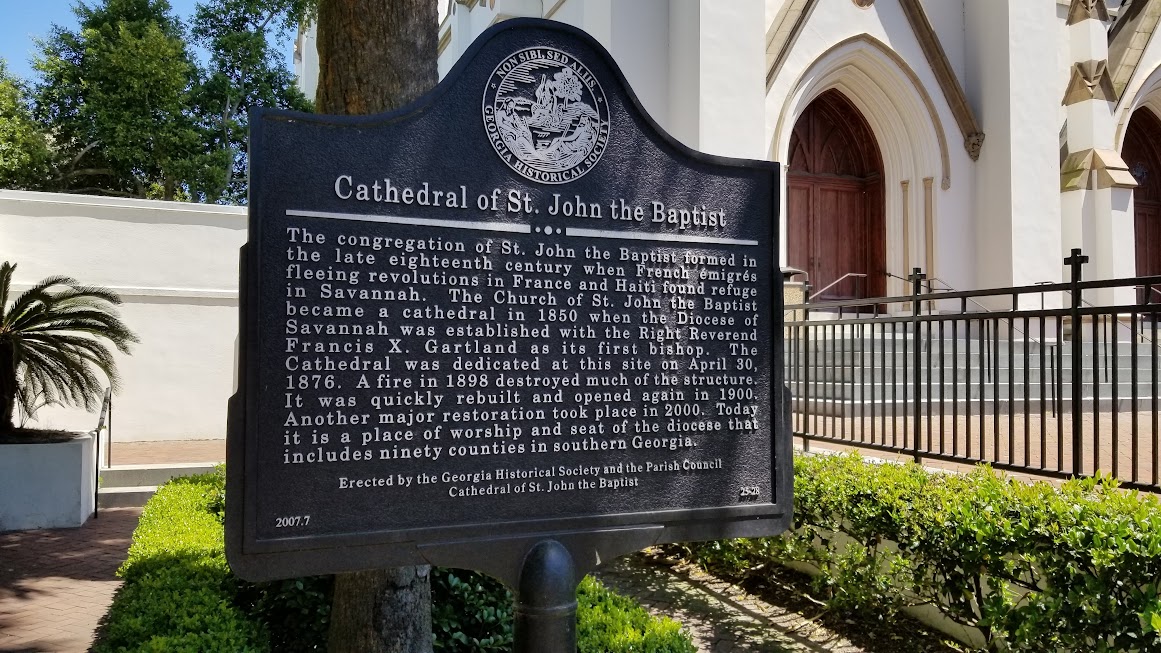 NON SIBI, SED ALIIS.
GEORGIA HISTORICAL SOCIETY
Cathedral of St. John the Baptist
The congregation of St. John the Baptist formed in
the late eighteenth century when French émigrés
fleeing revolutions in France and Haiti found refuge
in Savannah. The Church of St. John the Baptist
became a cathedral in 1850 when the Diocese of
Savannah was established with the Right Reverend
Francis X. Gartland as its first bishop. The
Cathedral was dedicated at this site on April 30,
1876. A fire in 1898 destroyed much of the structure.
It was quickly rebuilt and opened again in 1900.
Another major restoration took place in 2000. Today
it is a place of worship and seat of the diocese that
includes ninety counties in southern Georgia.
Erected by the Georgia Historical Society and the Parish Council
Cathedral of St. John the Baptist
2007.7
25-28